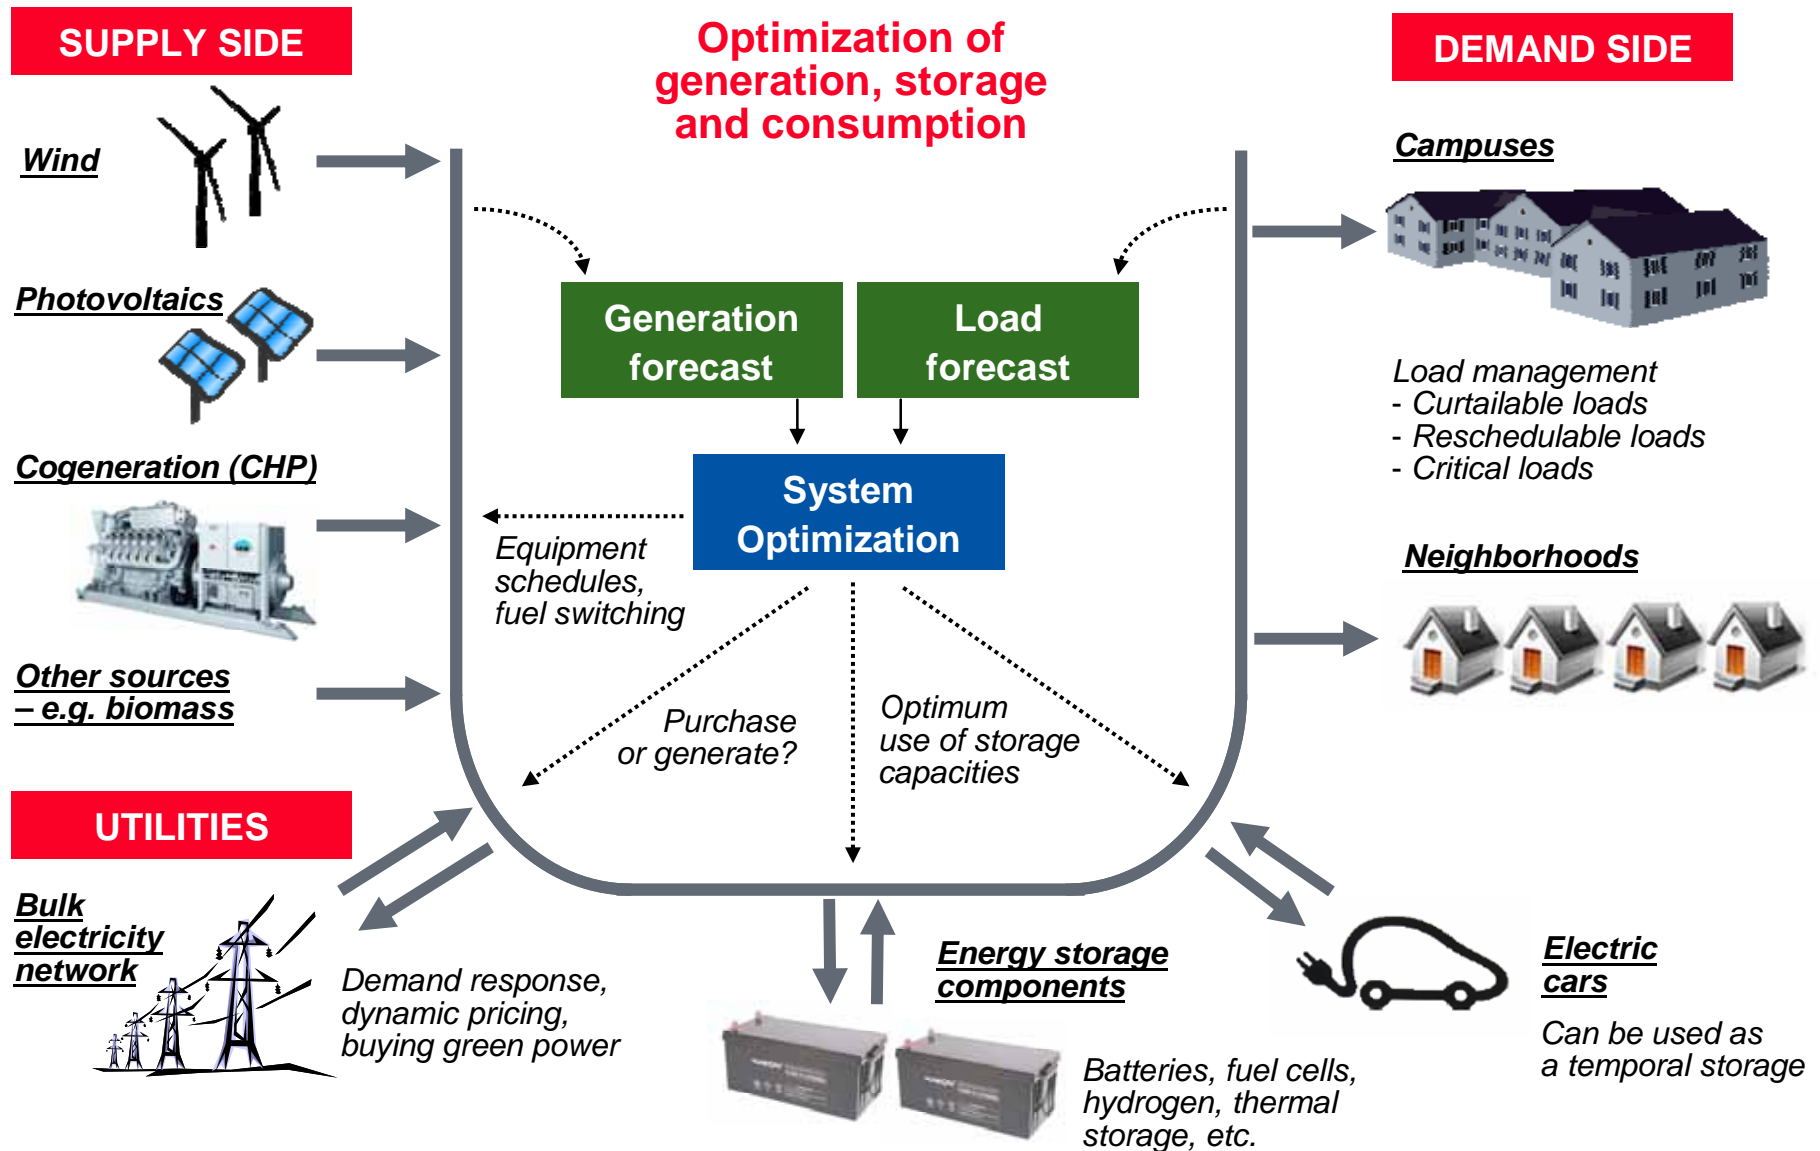 SUPPLY SIDE
Optimization of
generation, storage
and consumption
DEMAND SIDE
Wind
Photovoltaics
Cogeneration (CHP)
Other sources
– e.g. biomass
Generation
forecast
Load
forecast
System
Optimization
Equipment
schedules,
fuel switching
Purchase
or generate?
Optimum
use of storage
capacities
Campuses
Load management
- Curtailable loads
- Reschedulable loads
- Critical loads
Neighborhoods
UTILITIES
Bulk
electricity
network
Demand response,
dynamic pricing,
buying green power
Energy storage
components
Batteries, fuel cells,
hydrogen, thermal
storage, etc.
Electric
cars
Can be used as
a temporal storage